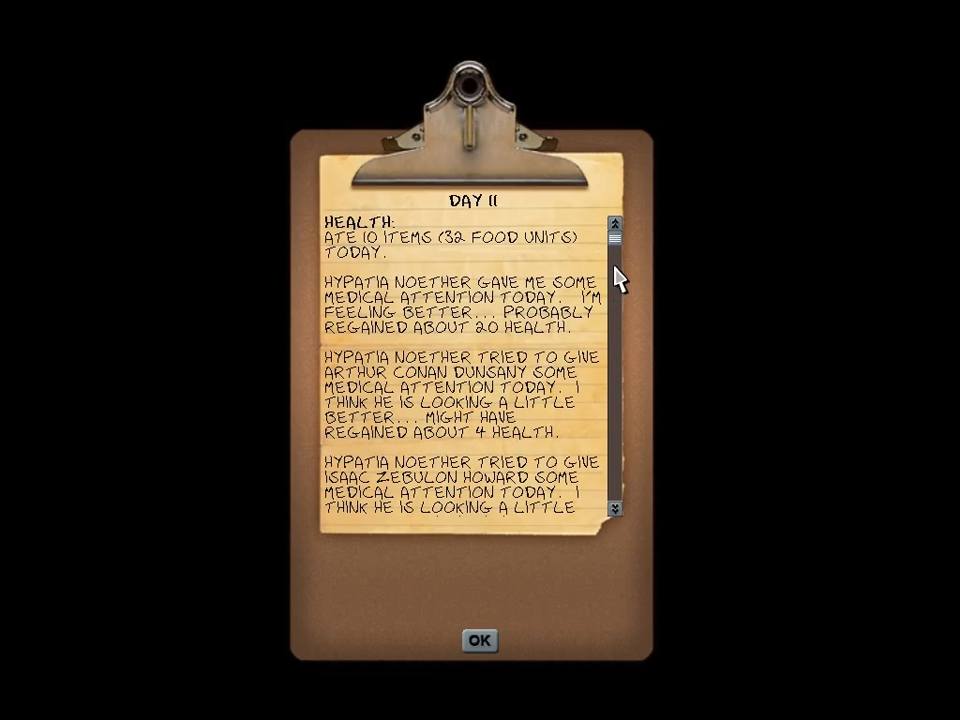 DAY 11
HEALTH:
ATE 10 ITEMS (32 FOOD UNITS)
TODAY.
HYPATIA NOETHER GAVE ME SOME
MEDICAL ATTENTION TODAY. I'M
FEELING BETTER... PROBABLY
REGAINED ABOUT 20 HEALTH.
HYPATIA NOETHER TRIED TO GIVE
ARTHUR CONAN DUNSANY SOME
MEDICAL ATTENTION TODAY. I
THINK HE IS LOOKING A LITTLE
BETTER... MIGHT HAVE
REGAINED ABOUT 4 HEALTH.
HYPATIA NOETHER TRIED TO GIVE
ISAAC ZEBULON HOWARD SOME
MEDICAL ATTENTION TODAY. I
THINK HE IS LOOKING A LITTLE
OK